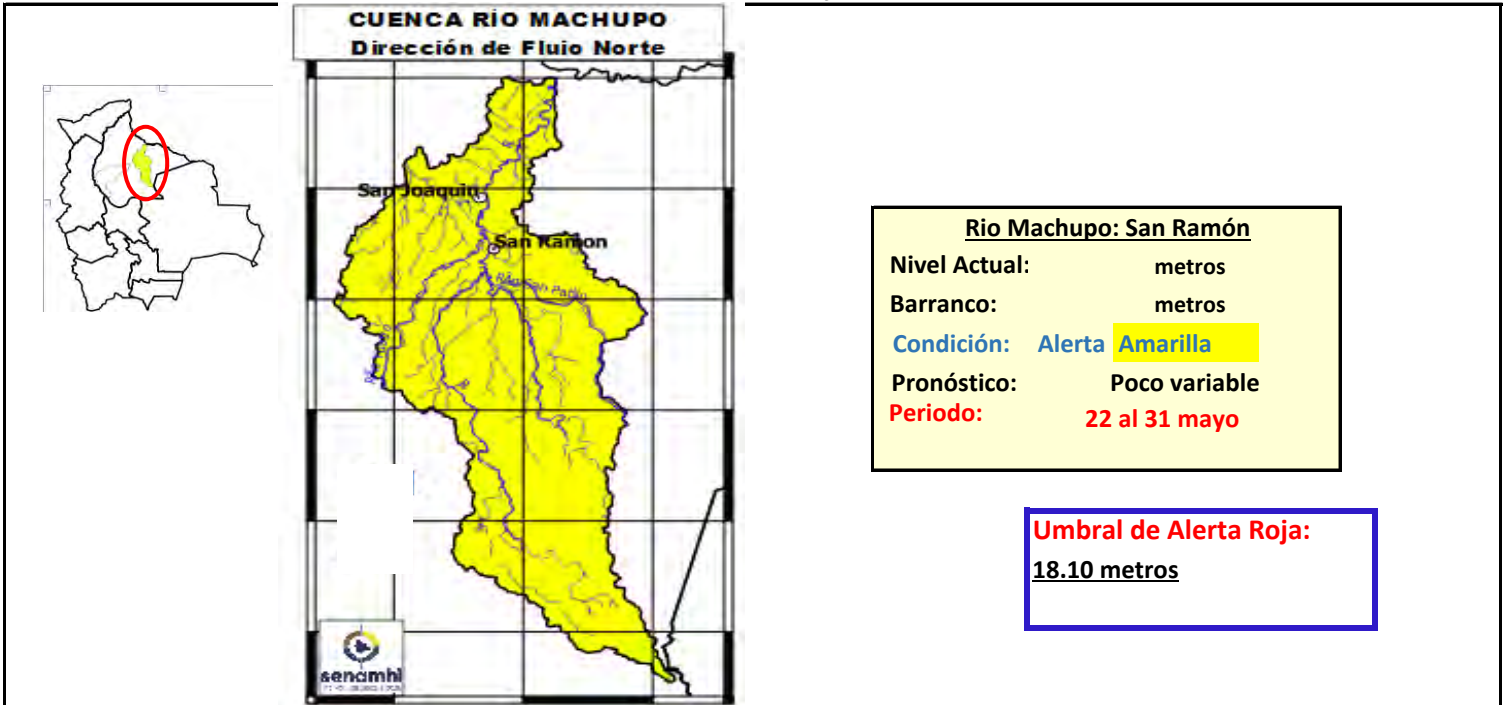 CUENCA RÍO MACHUPO
Dirección de Flujo Norte
San Joaquin
San Ramon
San Pablo
senamhi
Rio Machupo: San Ramón
Nivel Actual: metros
Barranco: metros
Condición: Alerta Amarilla
Pronóstico: Poco variable
Periodo: 22 al 31 mayo
Umbral de Alerta Roja:
18.10 metros